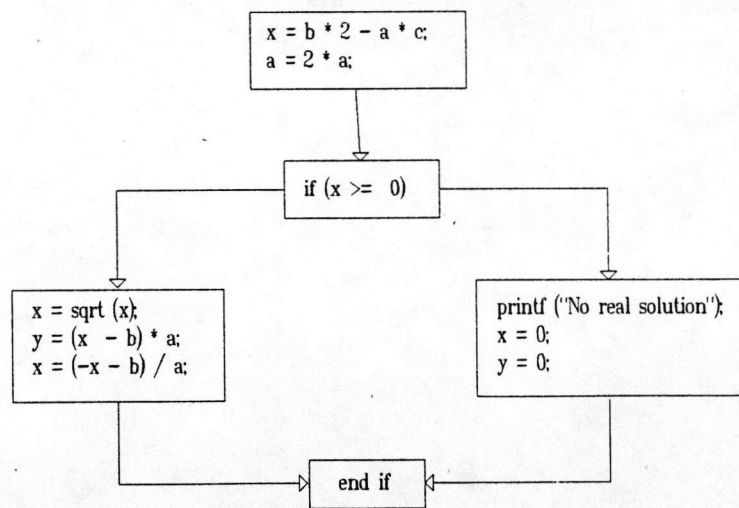 x = b * 2 - a * c;
a = 2 * a;
if (x >= 0)
x = sqrt (x);
y = (x - b) * a;
x = (-x - b) / a;
printf ("No real solution");
x = 0;
y = 0;
end if